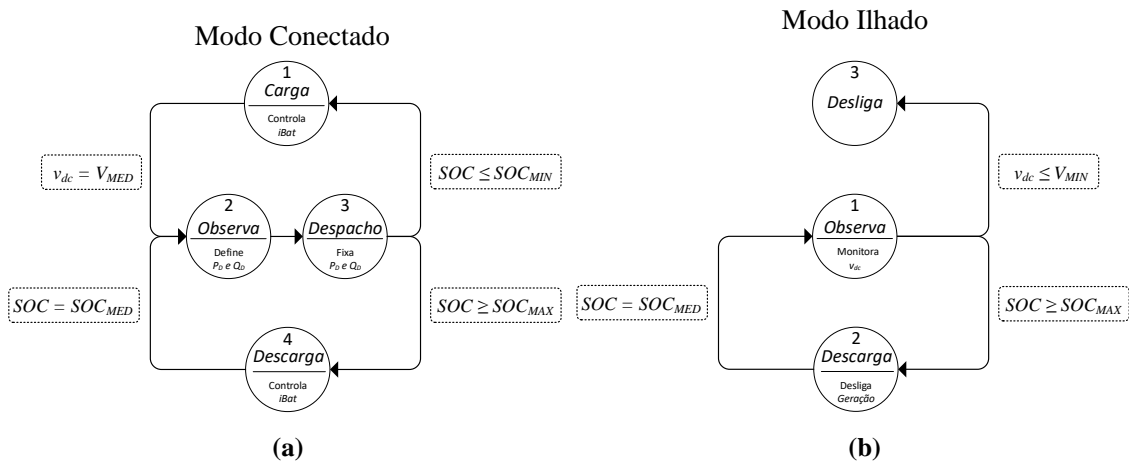 Modo Conectado
1
Carga
Controla
iBat
v_dc = V_MED
SOC ≤ SOC_MIN
2
Observa
Define
P_D e Q_D
3
Despacho
Fixa
P_D e Q_D
SOC = SOC_MED
SOC ≥ SOC_MAX
4
Descarga
Controla
iBat
(a)
Modo Ilhado
3
Desliga
v_dc ≤ V_MIN
1
Observa
Monitora
v_dc
SOC = SOC_MED
SOC ≥ SOC_MAX
2
Descarga
Desliga
Geração
(b)